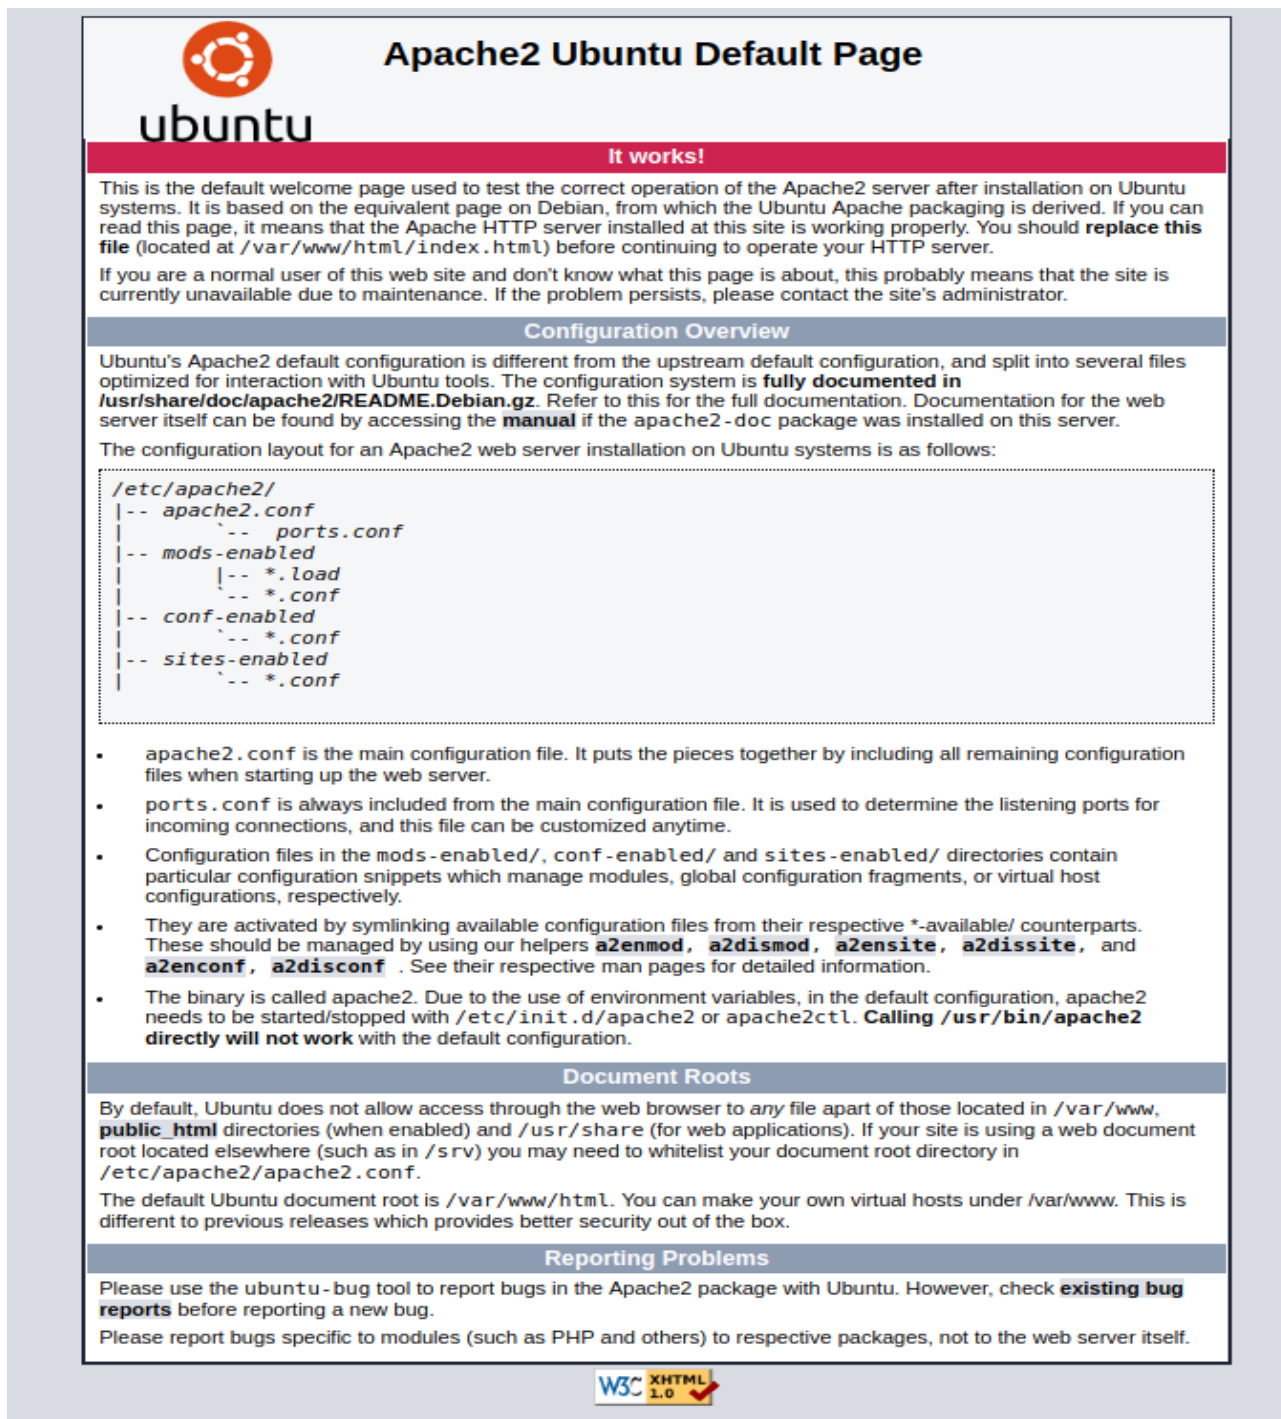 ubuntu
Apache2 Ubuntu Default Page
It works!
This is the default welcome page used to test the correct operation of the Apache2 server after installation on Ubuntu
systems. It is based on the equivalent page on Debian, from which the Ubuntu Apache packaging is derived. If you can
read this page, it means that the Apache HTTP server installed at this site is working properly. You should replace this
file (located at /var/www/html/index.html) before continuing to operate your HTTP server.
If you are a normal user of this web site and don't know what this page is about, this probably means that the site is
currently unavailable due to maintenance. If the problem persists, please contact the site's administrator.
Configuration Overview
Ubuntu's Apache2 default configuration is different from the upstream default configuration, and split into several files
optimized for interaction with Ubuntu tools. The configuration system is fully documented in
/usr/share/doc/apache2/README.Debian.gz. Refer to this for the full documentation. Documentation for the web
server itself can be found by accessing the manual if the apache2-doc package was installed on this server.
The configuration layout for an Apache2 web server installation on Ubuntu systems is as follows:
/etc/apache2/
|-- apache2.conf
|       `--  ports.conf
|-- mods-enabled
|       |-- *.load
|       `-- *.conf
|-- conf-enabled
|       `-- *.conf
|-- sites-enabled
|       `-- *.conf
• apache2.conf is the main configuration file. It puts the pieces together by including all remaining configuration
files when starting up the web server.
• ports.conf is always included from the main configuration file. It is used to determine the listening ports for
incoming connections, and this file can be customized anytime.
• Configuration files in the mods-enabled/, conf-enabled/ and sites-enabled/ directories contain
particular configuration snippets which manage modules, global configuration fragments, or virtual host
configurations, respectively.
• They are activated by symlinking available configuration files from their respective *-available/ counterparts.
These should be managed by using our helpers a2enmod, a2dismod, a2ensite, a2dissite, and
a2enconf, a2disconf . See their respective man pages for detailed information.
• The binary is called apache2. Due to the use of environment variables, in the default configuration, apache2
needs to be started/stopped with /etc/init.d/apache2 or apache2ctl. Calling /usr/bin/apache2
directly will not work with the default configuration.
Document Roots
By default, Ubuntu does not allow access through the web browser to any file apart of those located in /var/www,
public_html directories (when enabled) and /usr/share (for web applications). If your site is using a web document
root located elsewhere (such as in /srv) you may need to whitelist your document root directory in
/etc/apache2/apache2.conf.
The default Ubuntu document root is /var/www/html. You can make your own virtual hosts under /var/www. This is
different to previous releases which provides better security out of the box.
Reporting Problems
Please use the ubuntu-bug tool to report bugs in the Apache2 package with Ubuntu. However, check existing bug
reports before reporting a new bug.
Please report bugs specific to modules (such as PHP and others) to respective packages, not to the web server itself.
W3C XHTML
1.0